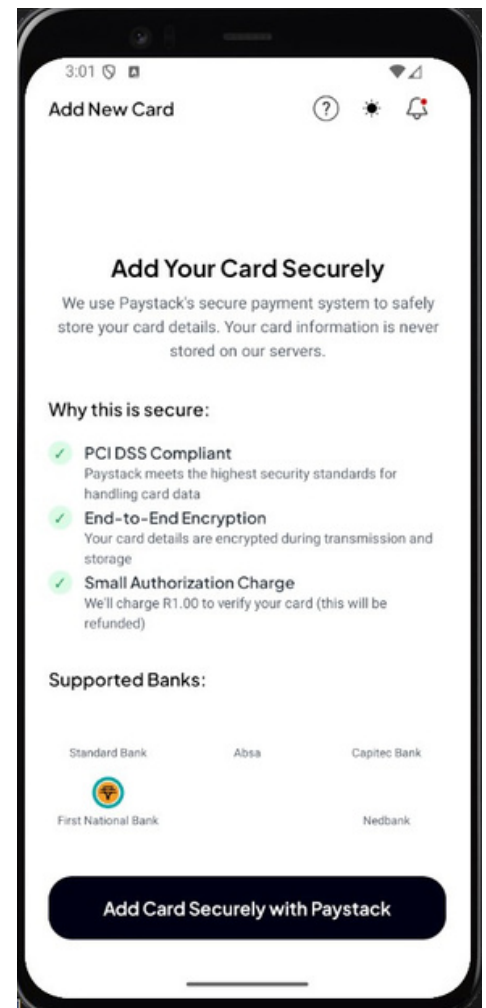 3:01
Add New Card
?
Add Your Card Securely
We use Paystack's secure payment system to safely
store your card details. Your card information is never
stored on our servers.
Why this is secure:
✓ PCI DSS Compliant
Paystack meets the highest security standards for
handling card data
✓ End-to-End Encryption
Your card details are encrypted during transmission and
storage
✓ Small Authorization Charge
We'll charge R1.00 to verify your card (this will be
refunded)
Supported Banks:
Standard Bank Absa Capitec Bank
First National Bank Nedbank
Add Card Securely with Paystack